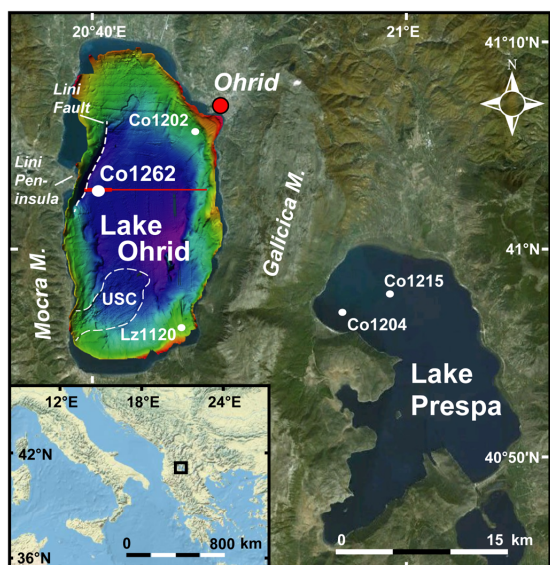 20°40'E
21°E
41°10'N
N
Ohrid
Lini
Fault
Co1202
Lini
Pen-
insula
Co1262
Lake
Ohrid
Galicica M.
Mocra M.
41°N
USC
Co1215
Co1204
Lz1120
Lake
Prespa
12°E 18°E 24°E
42°N
40°50'N
0 800 km
36°N
0 15 km